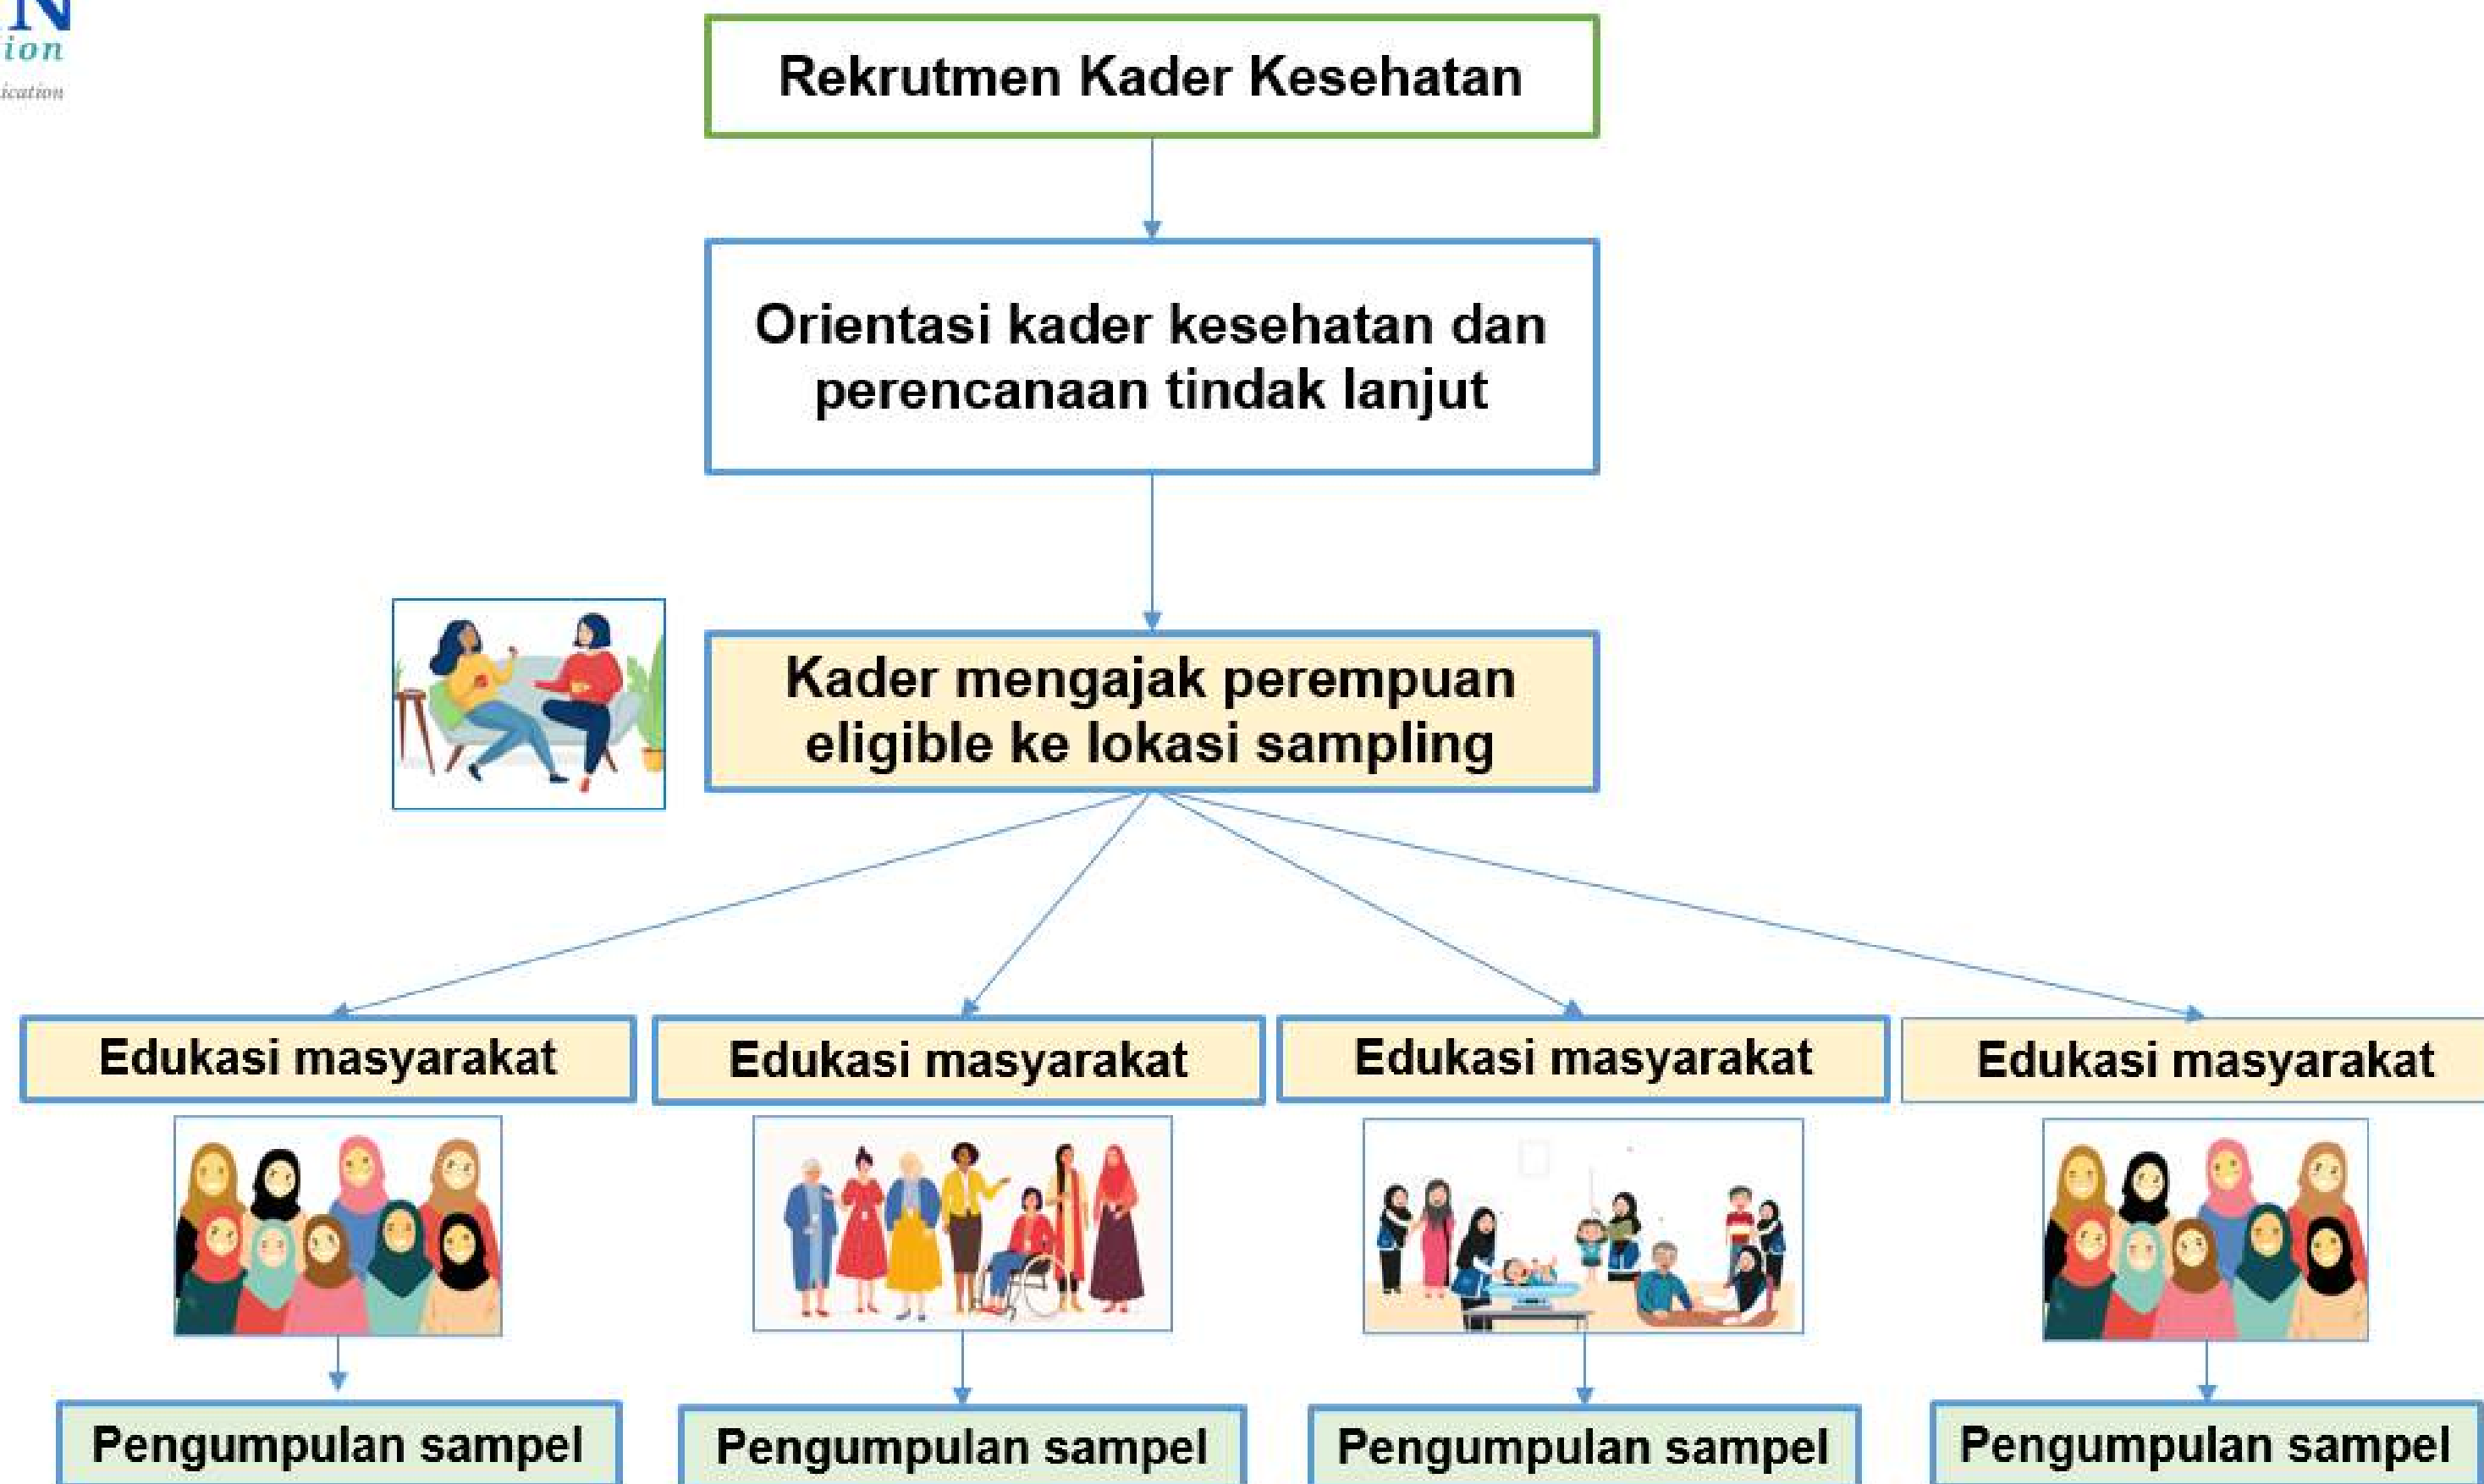 ion
Rekrutmen Kader Kesehatan
Orientasi kader kesehatan dan
perencanaan tindak lanjut
Kader mengajak perempuan
eligible ke lokasi sampling
Edukasi masyarakat
Edukasi masyarakat
Edukasi masyarakat
Edukasi masyarakat
Pengumpulan sampel
Pengumpulan sampel
Pengumpulan sampel
Pengumpulan sampel